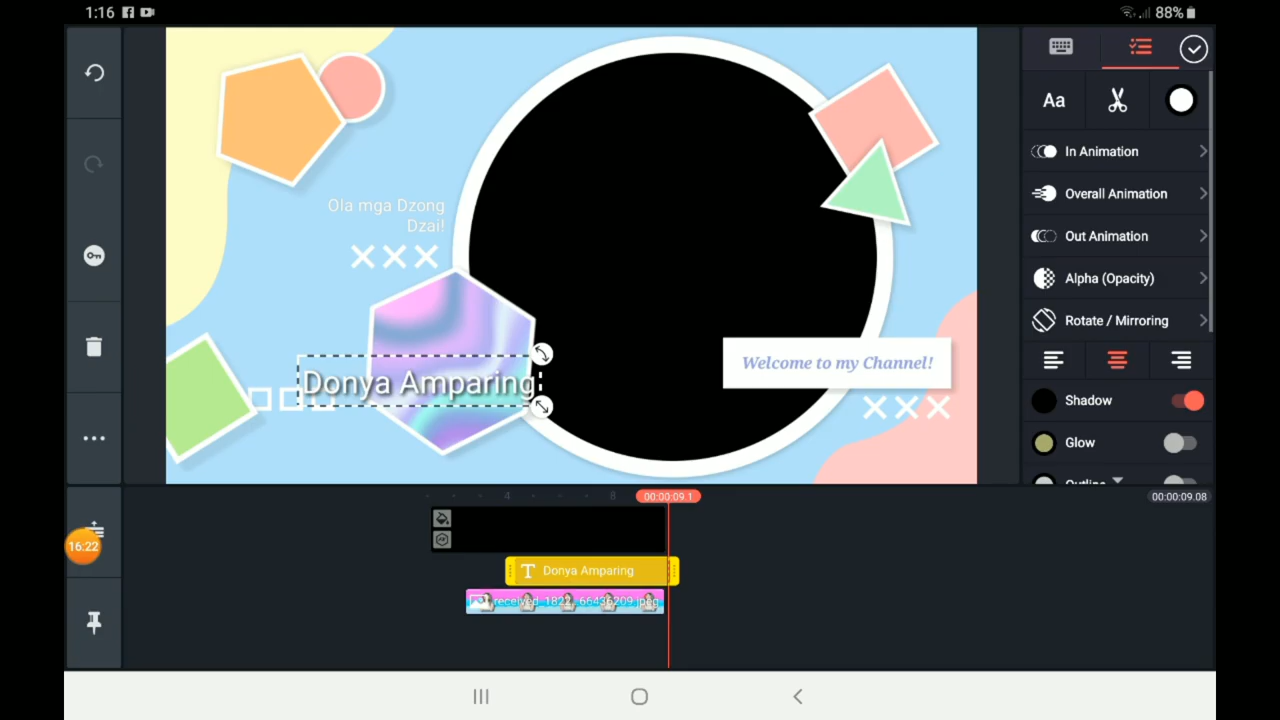 1:16
88%
Aa
In Animation
Overall Animation
Out Animation
Alpha (Opacity)
Rotate / Mirroring
Shadow
Glow
Ola mga Dzong
Dzai!
Donya Amparing
Welcome to my Channel!
4
8
00:00:09.1
00:00:09.08
16:22
T Donya Amparing